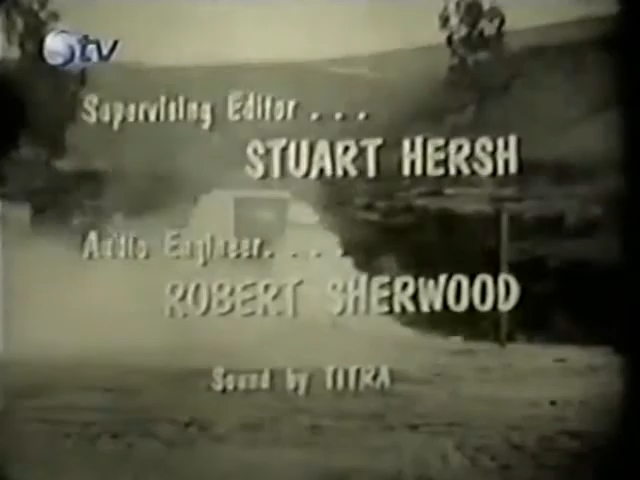 tv
Supervising Editor . . .
STUART HERSH
Audio Engineer. . . .
ROBERT SHERWOOD
Sound by TITRA